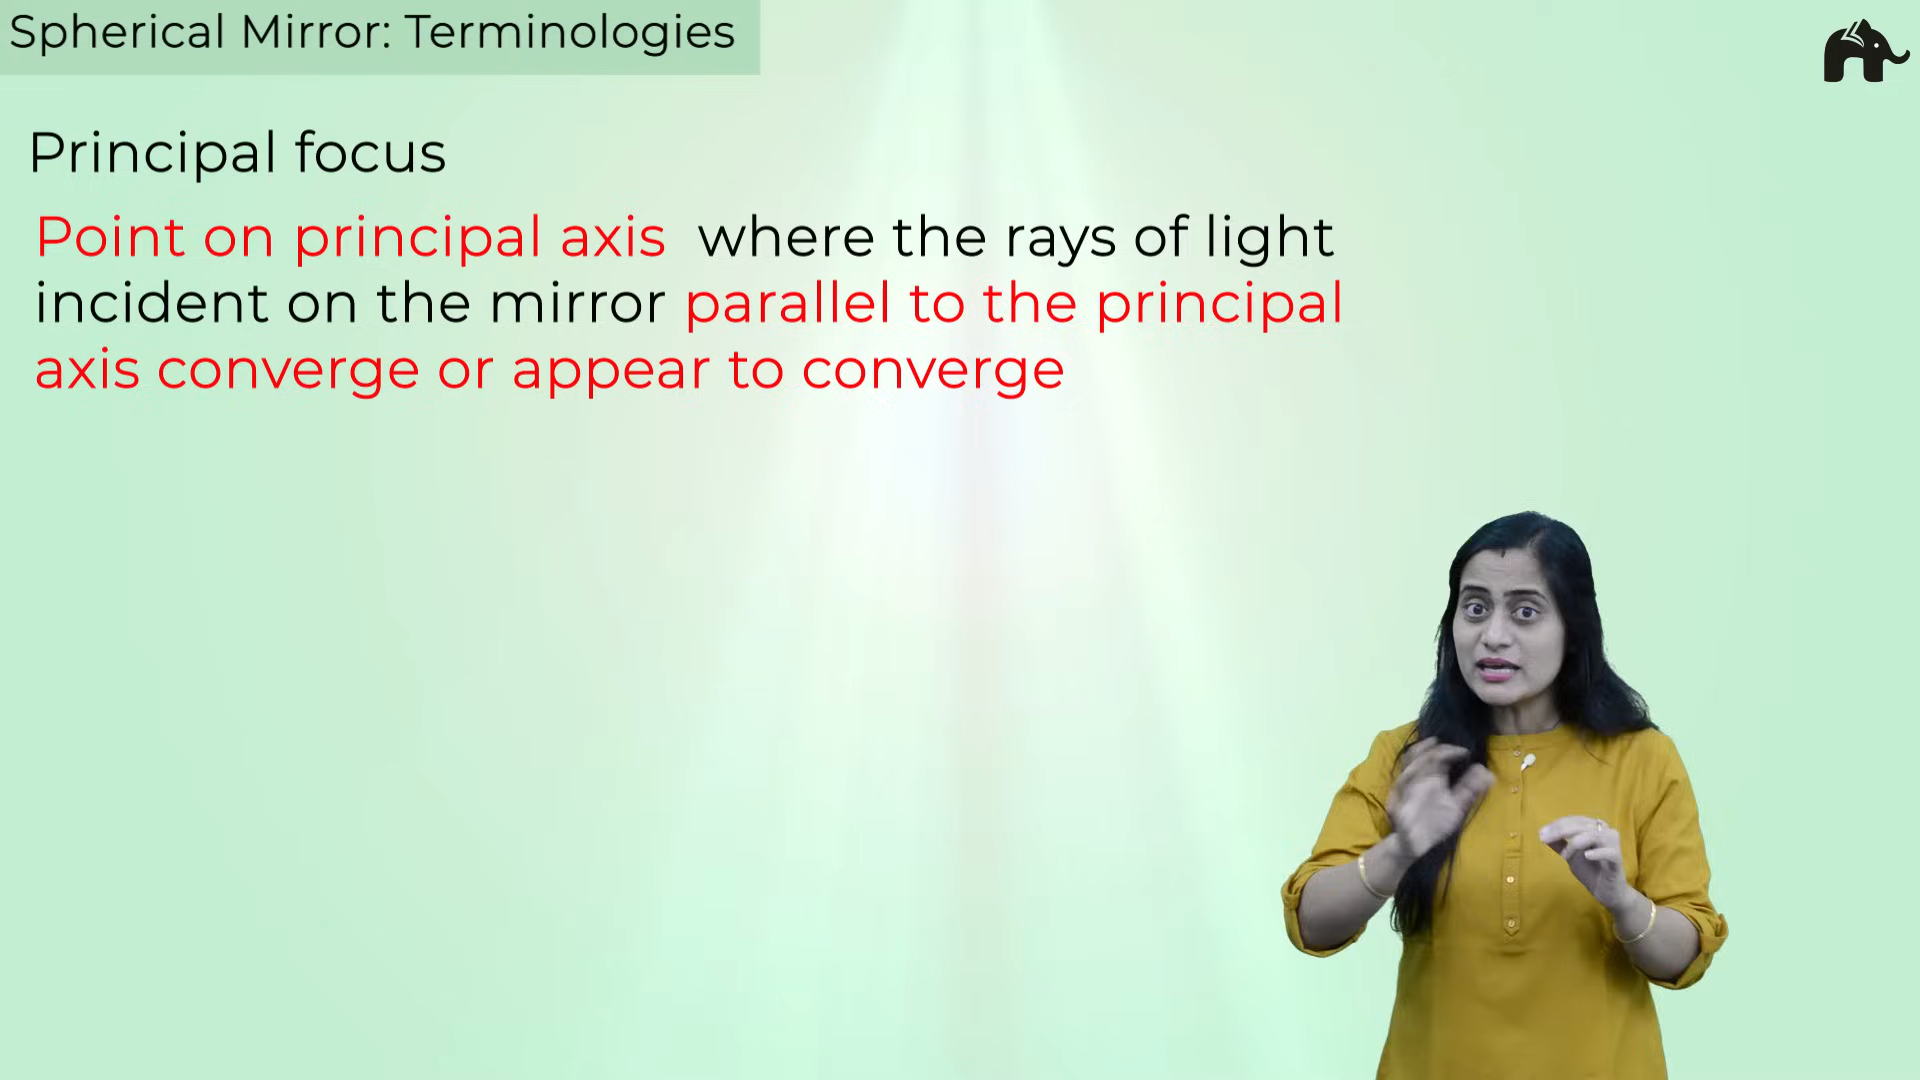 Spherical Mirror: Terminologies
Principal focus
Point on principal axis where the rays of light
incident on the mirror parallel to the principal
axis converge or appear to converge